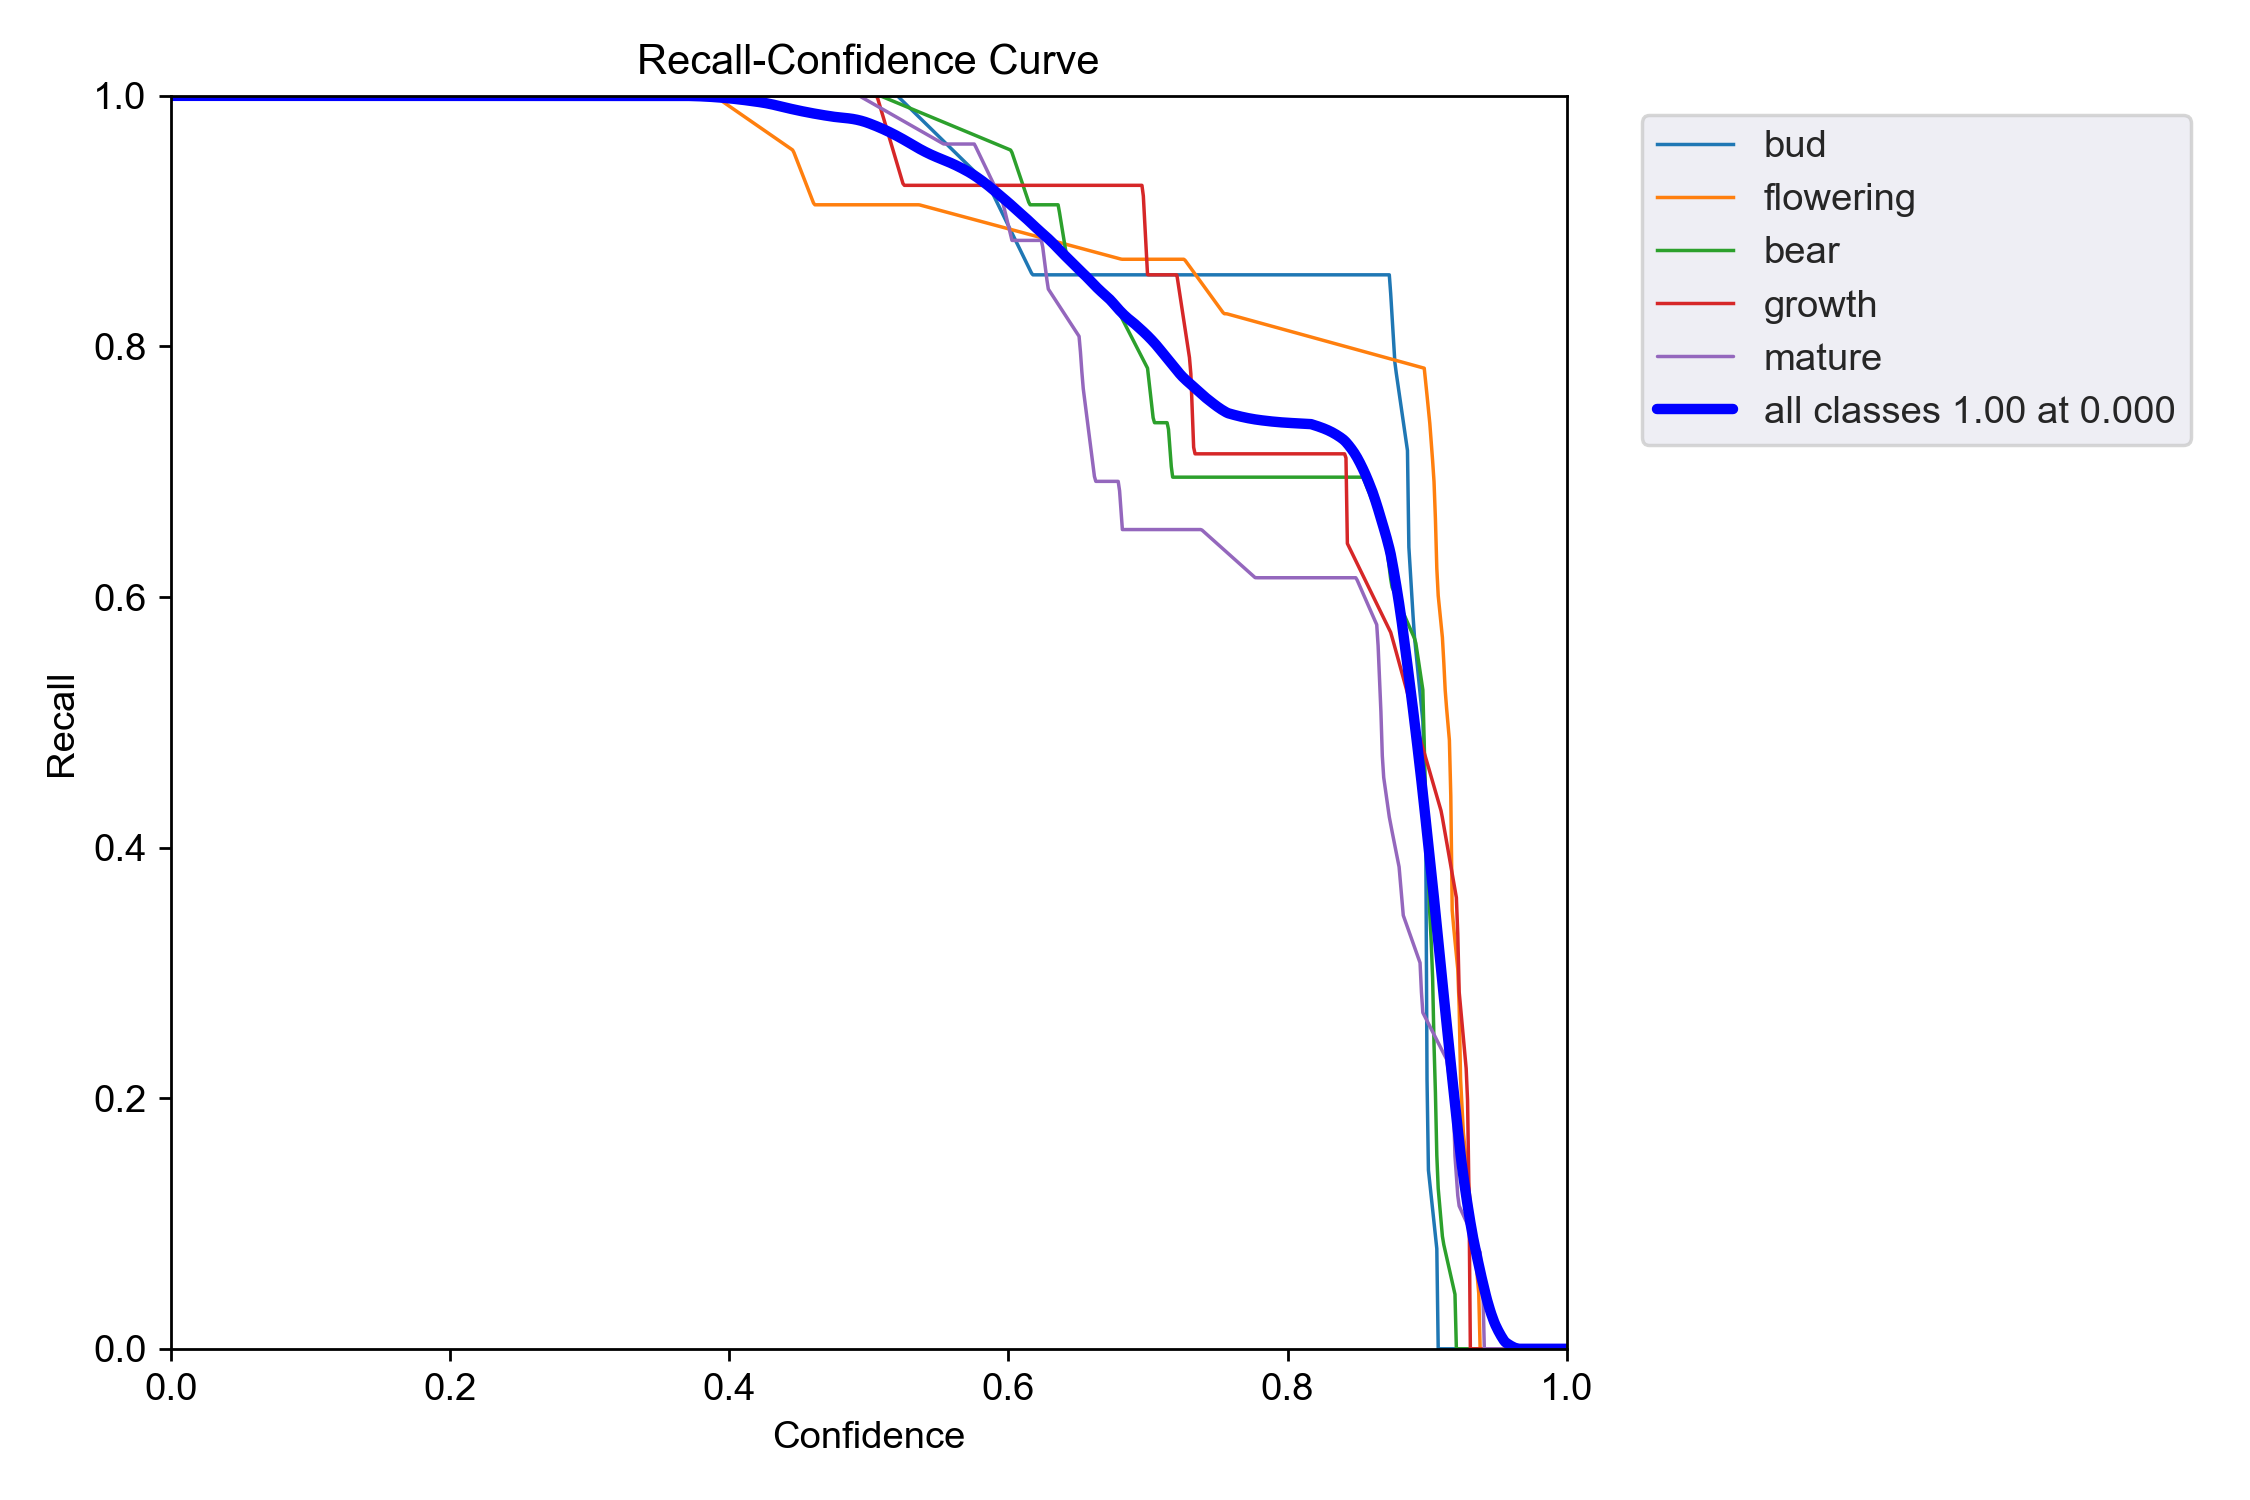 Recall-Confidence Curve
1.0
0.8
0.6
0.4
0.2
0.0
Recall
0.0 0.2 0.4 0.6 0.8 1.0
Confidence
bud
flowering
bear
growth
mature
all classes 1.00 at 0.000